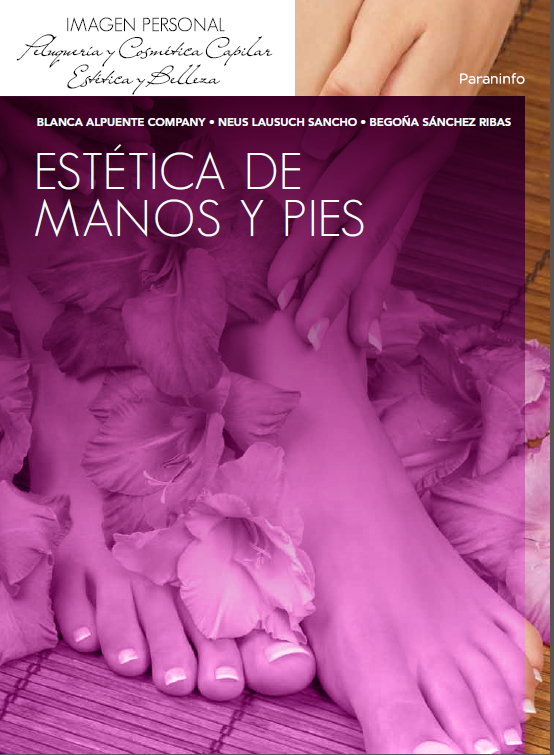 IMAGEN PERSONAL
Peluquería y Cosmética Capilar
Estética y Belleza
Paraninfo
BLANCA ALPUENTE COMPANY • NEUS LAUSUCH SANCHO • BEGOÑA SÁNCHEZ RIBAS
ESTÉTICA DE
MANOS Y PIES